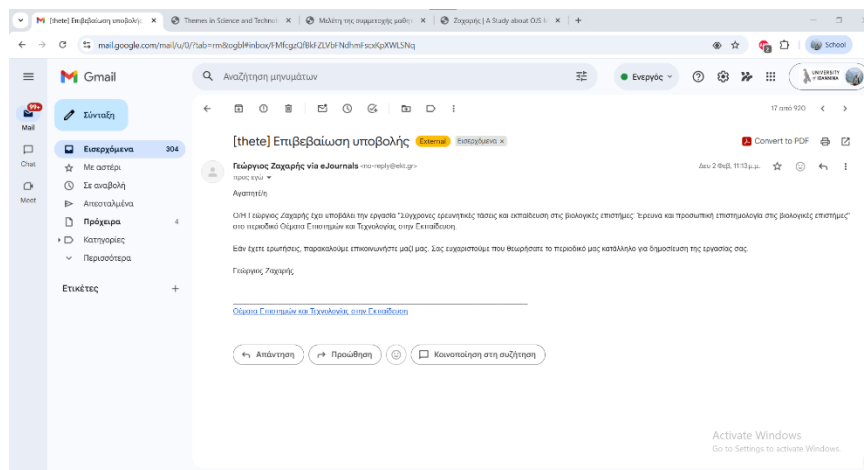 [thete] Επιβεβαίωση υποβολής
Themes in Science and Technol
Μελέτη της συμμετοχής μαθη
Ζαχαρής | A Study about OJS
mail.google.com/mail/u/0/?tab=rm&ogbl#inbox/FMfcgzQfBkFZLVbFNdhmFscxKpXWLSNq
School
Gmail
Αναζήτηση μηνυμάτων
Ενεργός
UNIVERSITY
99+
Mail
Σύνταξη
17 από 920
Chat
Εισερχόμενα 304
[thete] Επιβεβαίωση υποβολής External Εισερχόμενα ×
Convert to PDF
Με αστέρι
Γεώργιος Ζαχαρής via eJournals <no-reply@ekt.gr>
Δευ 2 Φεβ, 11:13 μ.μ.
Meet
Σε αναβολή
προς εγώ
Απεσταλμένα
Αγαπητέ/η
Πρόχειρα 4
Ο/Η Γεώργιος Ζαχαρής έχει υποβάλει την εργασία "Σύγχρονες ερευνητικές τάσεις και εκπαίδευση στις βιολογικές επιστήμες: Έρευνα και προσωπική επιστημολογία στις βιολογικές επιστήμες"
στο περιοδικό Θέματα Επιστημών και Τεχνολογίας στην Εκπαίδευση.
Κατηγορίες
Εάν έχετε ερωτήσεις, παρακαλούμε επικοινωνήστε μαζί μας. Σας ευχαριστούμε που θεωρήσατε το περιοδικό μας κατάλληλο για δημοσίευση της εργασίας σας.
Περισσότερα
Γεώργιος Ζαχαρής
Ετικέτες
Θέματα Επιστημών και Τεχνολογίας στην Εκπαίδευση
Απάντηση
Προώθηση
Κοινοποίηση στη συζήτηση
Activate Windows
Go to Settings to activate Windows.